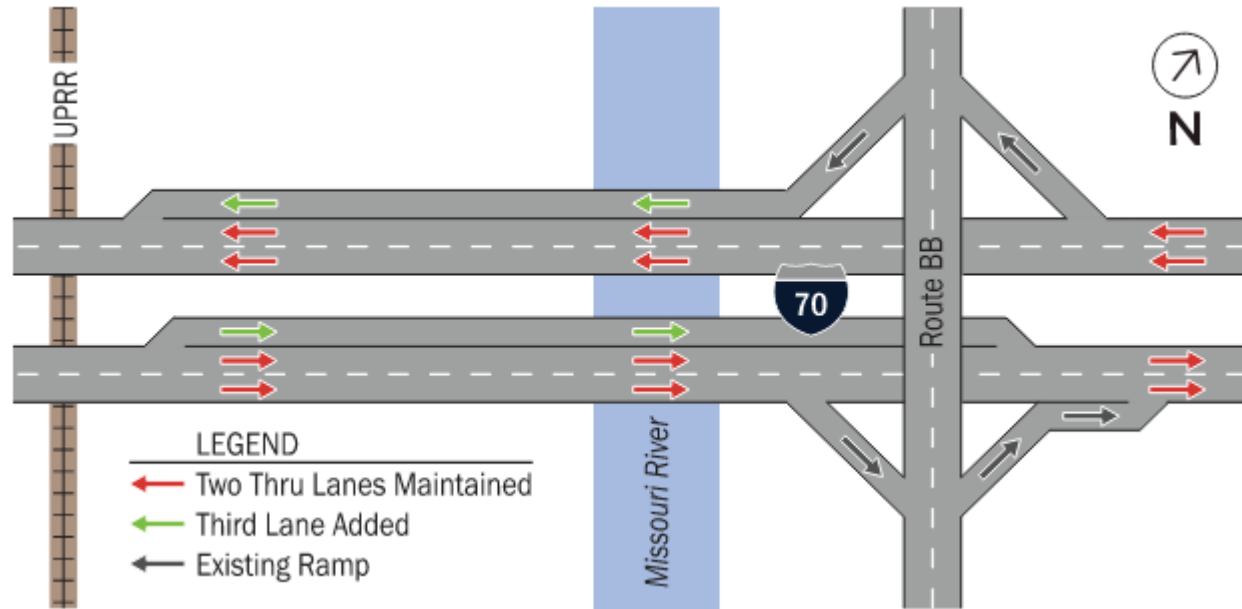 UPRR
N
70
Route BB
Missouri River
LEGEND
Two Thru Lanes Maintained
Third Lane Added
Existing Ramp